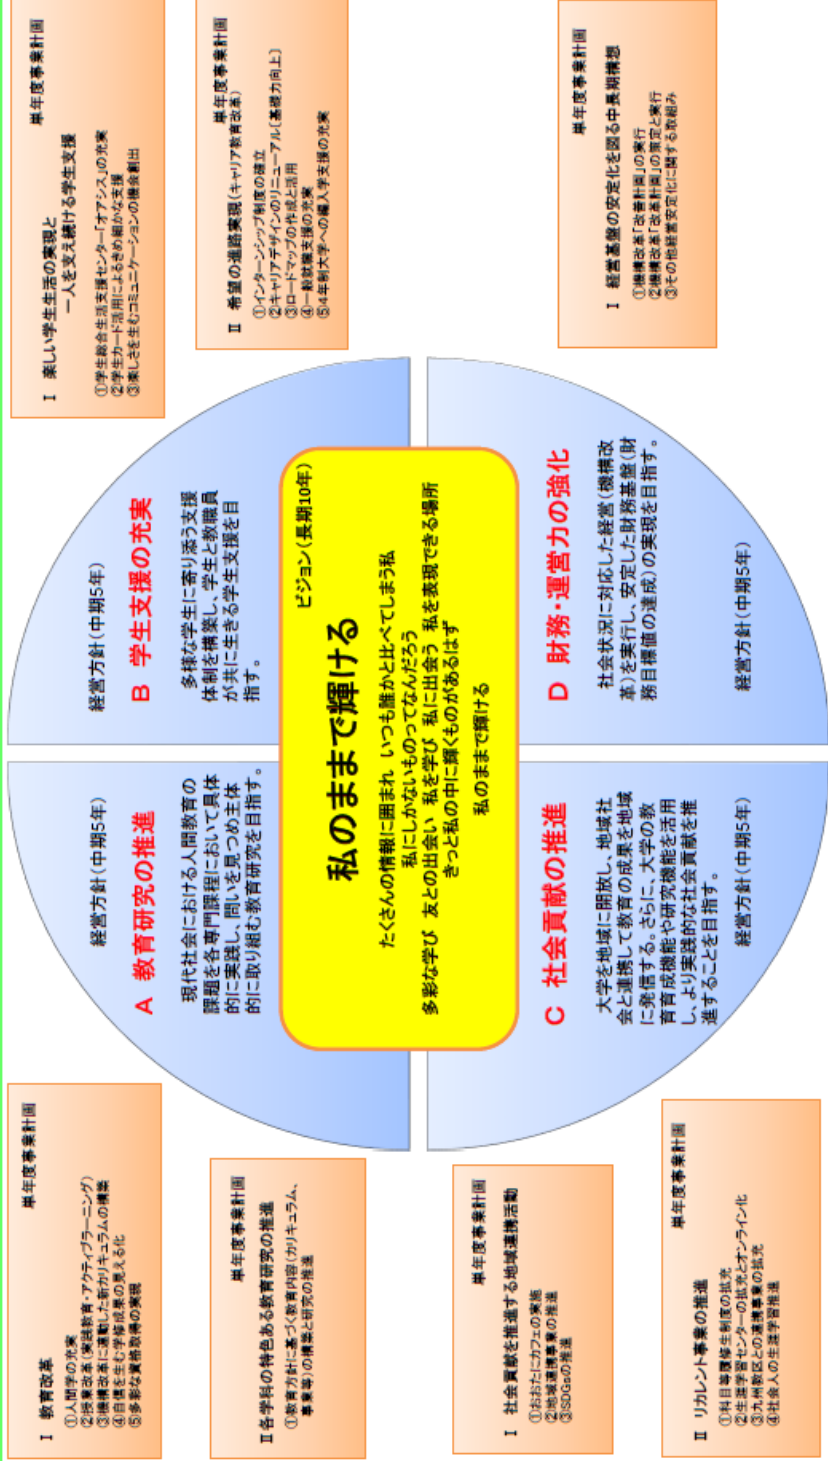 Ⅰ 教育改革
単年度事業計画
①人間学の充実
②授業改革(実践教育・アクティブラーニング)
③機構改革に連動した新カリキュラムの構築
④自信を生む学修成果の見える化
⑤多彩な資格取得の実現
Ⅱ各学科の特色ある教育研究の推進
単年度事業計画
①教育方針に基づく教育内容(カリキュラム、
事業等)の構築と研究の推進
経営方針(中期5年)
A 教育研究の推進
現代社会における人間教育の
課題を各専門課程において具体
的に実践し、問いを見つめ主体
的に取り組む教育研究を目指す。
経営方針(中期5年)
B 学生支援の充実
多様な学生に寄り添う支援
体制を構築し、学生と教職員
が共に生きる学生支援を目
指す。
単年度事業計画
Ⅰ 楽しい学生生活の実現と
一人を支え続ける学生支援
①学生総合生活支援センター「オアシス」の充実
②学生カード活用によるきめ細かな支援
③楽しさを生むコミュニケーションの機会創出
単年度事業計画
Ⅱ 希望の進路実現(キャリア教育改革)
①インターンシップ制度の確立
②キャリアデザインのリニューアル〔基礎力向上〕
③ロードマップの作成と活用
④一般就職支援の充実
⑤4年制大学への編入学支援の充実
ビジョン(長期10年)
私のままで輝ける
たくさんの情報に囲まれ いつも誰かと比べてしまう私
私にしかないものってなんだろう
多彩な学び 友との出会い 私を学び 私に出会う 私を表現できる場所
きっと私の中に輝くものがあるはず
私のままで輝ける
単年度事業計画
Ⅰ 社会貢献を推進する地域連携活動
①おおたにカフェの実施
②地域連携事業の推進
③SDGsの推進
単年度事業計画
Ⅱ リカレント事業の推進
①科目等履修生制度の拡充
②生涯学習センターの拡充とオンライン化
③九州教区との連携事業の拡充
④社会人の生涯学習推進
C 社会貢献の推進
大学を地域に開放し、地域社
会と連携して教育の成果を地域
に発信する。さらに、大学の教
育育成機能や研究機能を活用
し、より実践的な社会貢献を推
進することを目指す。
経営方針(中期5年)
D 財務・運営力の強化
社会状況に対応した経営(機構改
革)を実行し、安定した財務基盤(財
務目標値の達成)の実現を目指す。
経営方針(中期5年)
単年度事業計画
Ⅰ 経営基盤の安定化を図る中長期構想
①機構改革「改善計画」の実行
②機構改革「改革計画」の策定と実行
③その他経営安定化に関する取組み